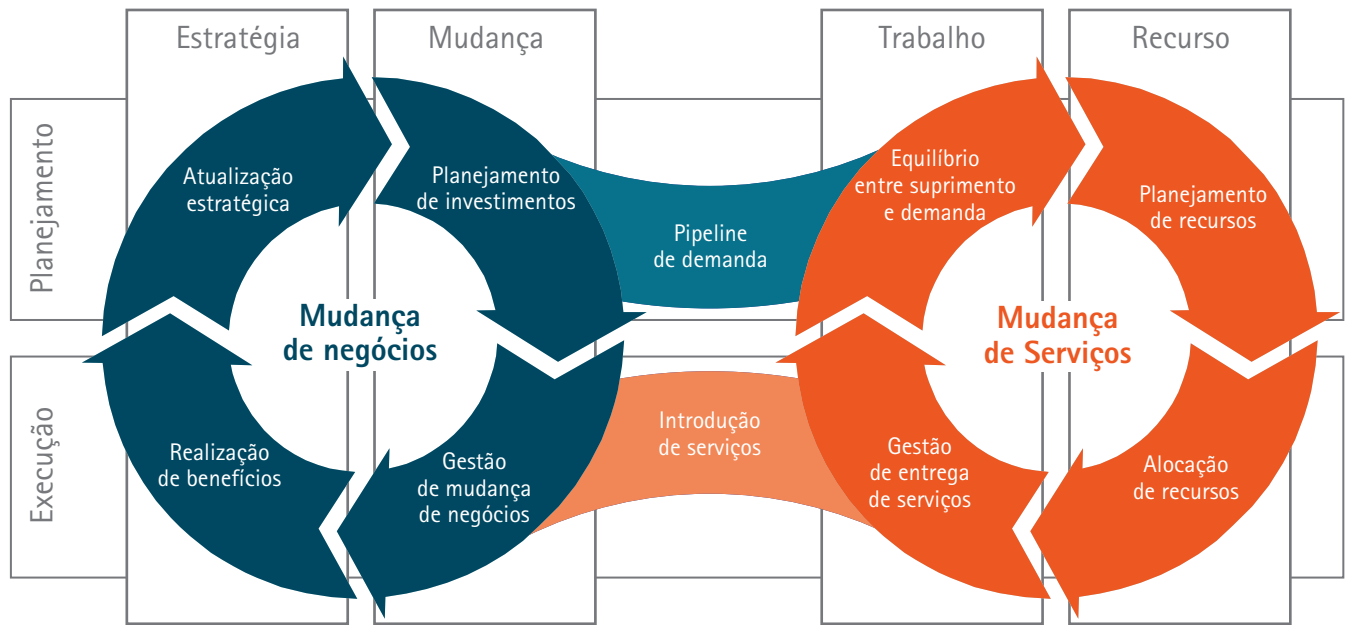 Estratégia
Mudança
Trabalho
Recurso
Planejamento
Execução
Atualização
estratégica
Planejamento
de investimentos
Pipeline
de demanda
Equilíbrio
entre suprimento
e demanda
Planejamento
de recursos
Mudança
de negócios
Mudança
de Serviços
Realização
de benefícios
Gestão
de mudança
de negócios
Introdução
de serviços
Gestão
de entrega
de serviços
Alocação
de recursos